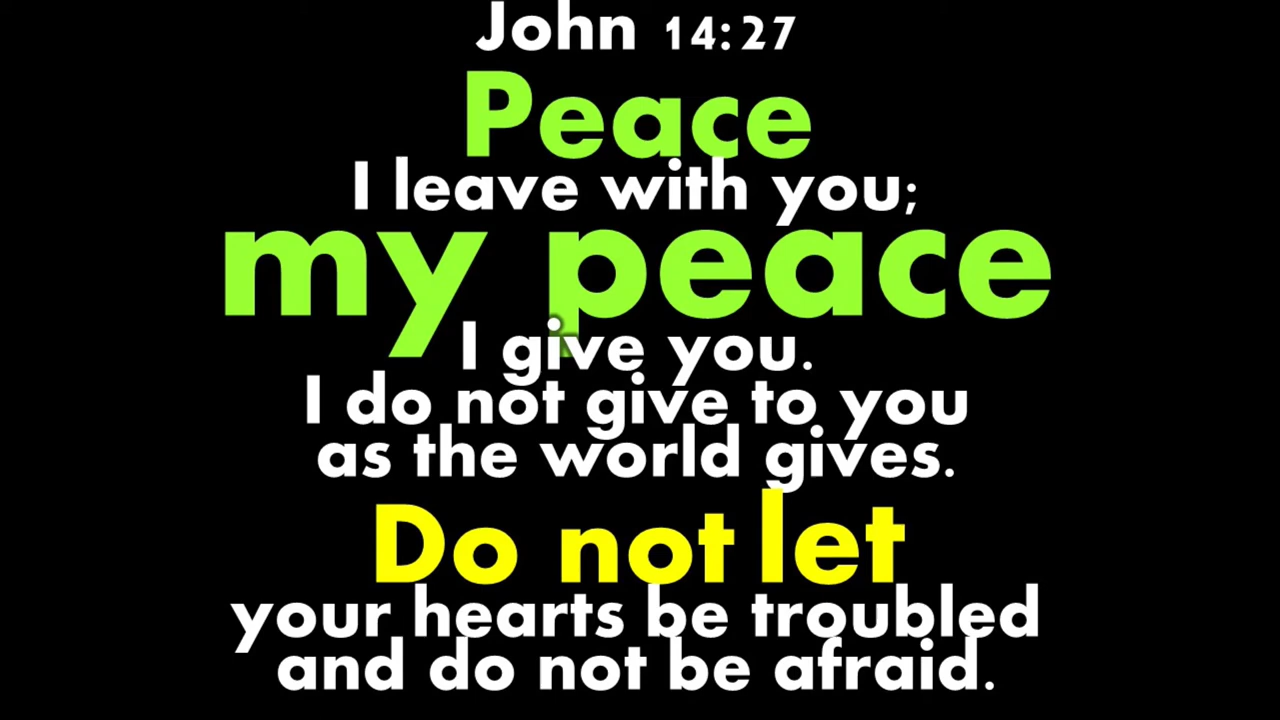 John 14:27
Peace
I leave with you;
my peace
I give you.
I do not give to you
as the world gives.
Do not let
your hearts be troubled
and do not be afraid.